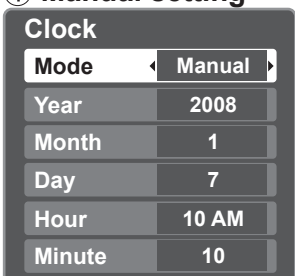 Clock
Mode Manual
Year 2008
Month 1
Day 7
Hour 10 AM
Minute 10